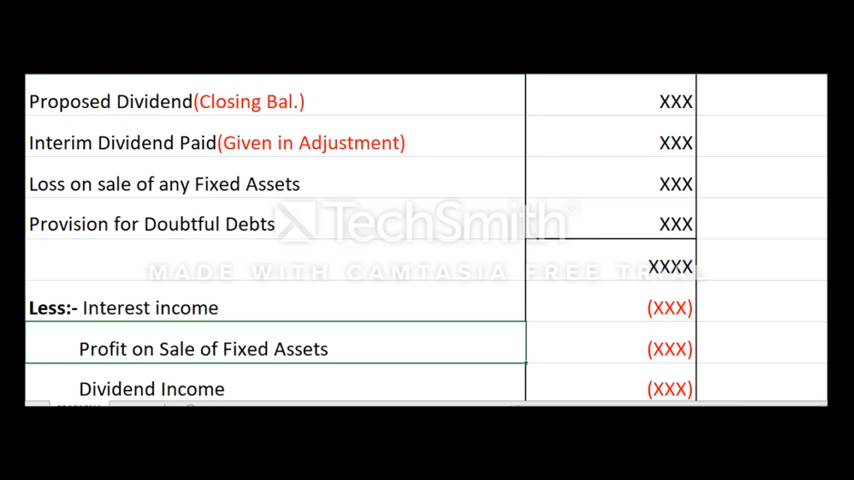 Proposed Dividend(Closing Bal.) XXX
Interim Dividend Paid(Given in Adjustment) XXX
Loss on sale of any Fixed Assets XXX
TechSmith
Provision for Doubtful Debts XXX
XXXX
MADE WITH CAMTASIA FREE TRIAL
Less:- Interest income (XXX)
Profit on Sale of Fixed Assets (XXX)
Dividend Income (XXX)